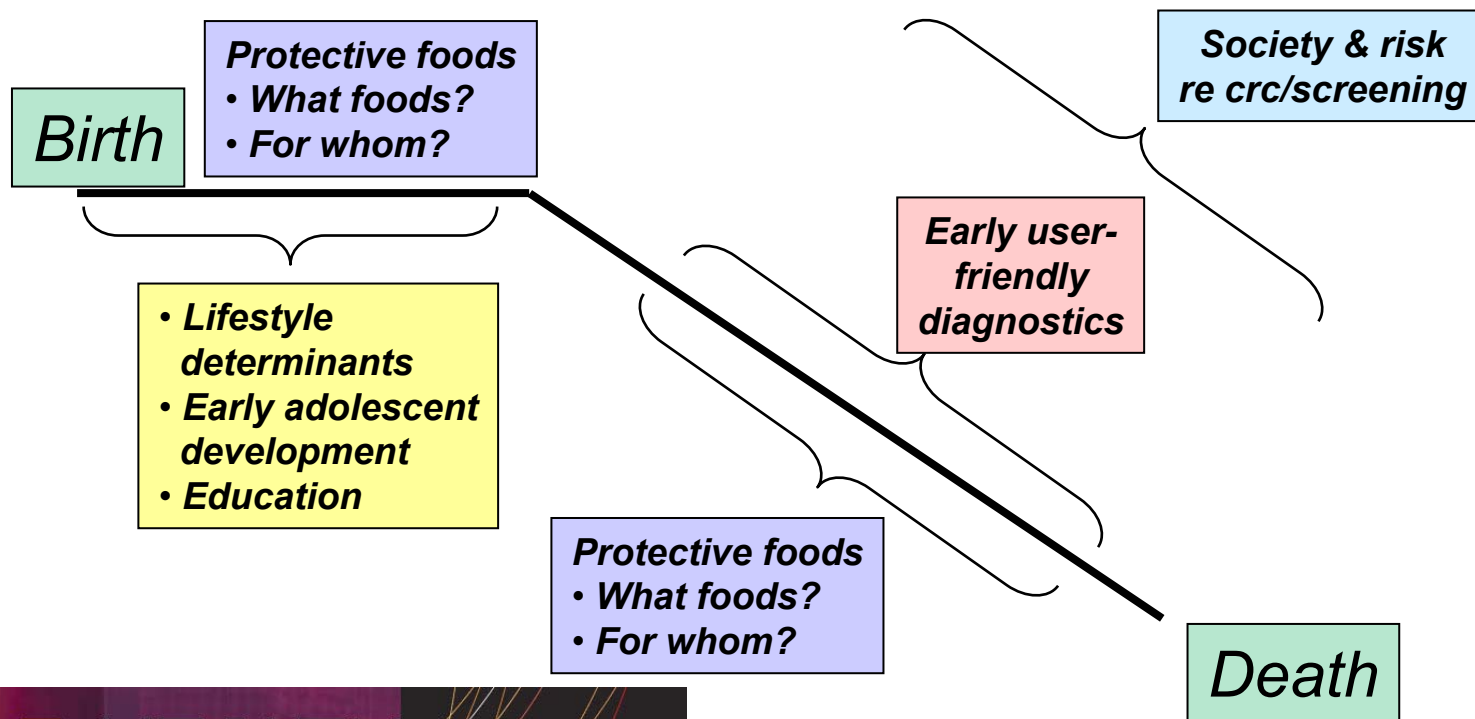 Birth
Protective foods
• What foods?
• For whom?
Society & risk
re crc/screening
• Lifestyle
determinants
• Early adolescent
development
• Education
Early user-
friendly
diagnostics
Protective foods
• What foods?
• For whom?
Death